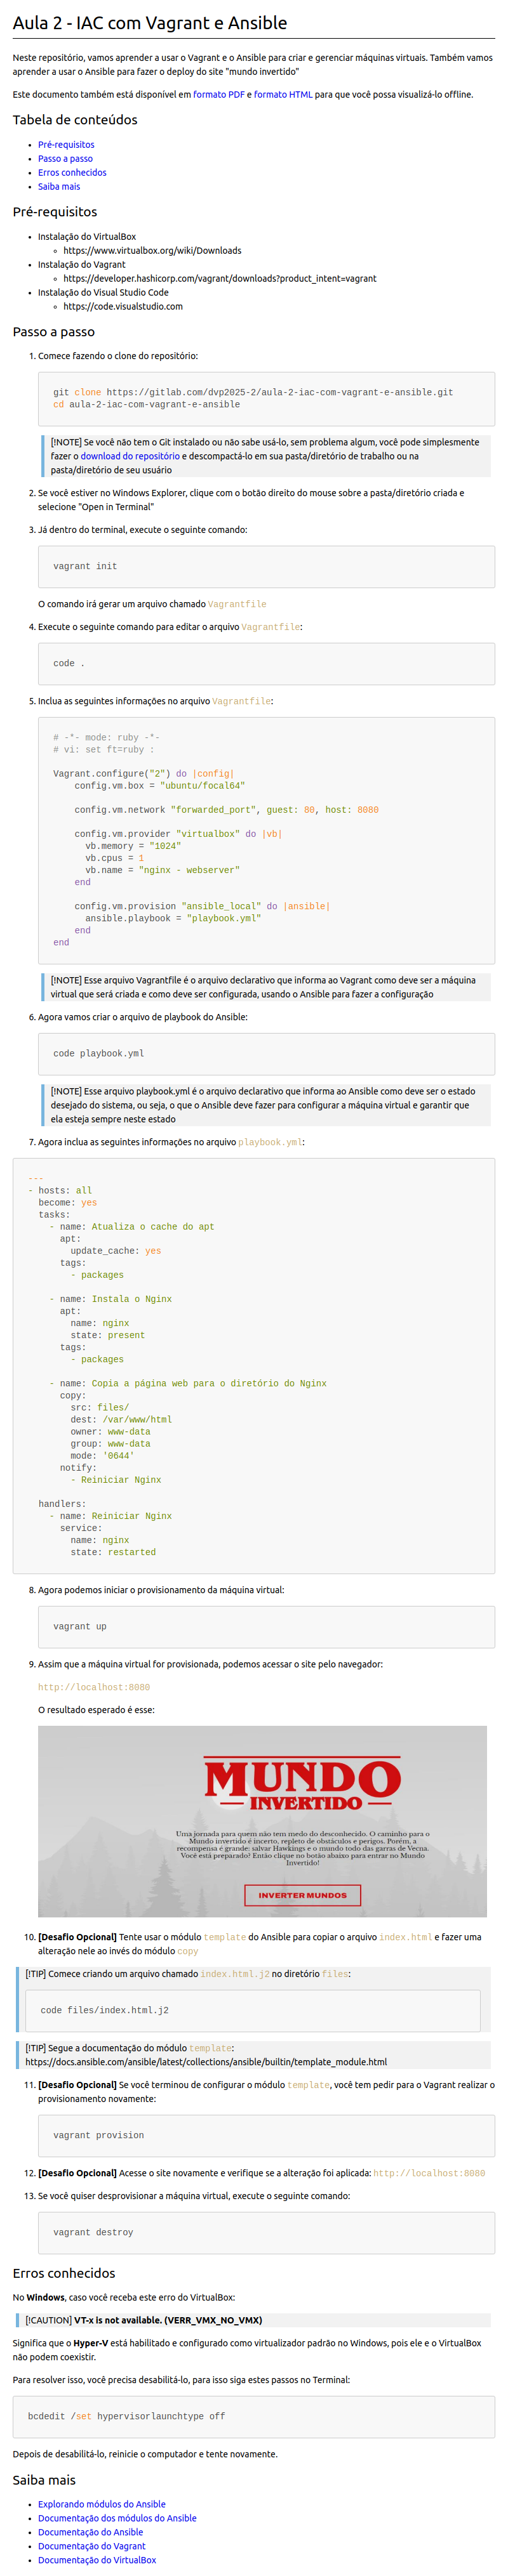 Aula 2 - IAC com Vagrant e Ansible
Neste repositório, vamos aprender a usar o Vagrant e o Ansible para criar e gerenciar máquinas virtuais. Também vamos
aprender a usar o Ansible para fazer o deploy do site "mundo invertido"
Este documento também está disponível em formato PDF e formato HTML para que você possa visualizá-lo offline.
Tabela de conteúdos
• Pré-requisitos
• Passo a passo
• Erros conhecidos
• Saiba mais
Pré-requisitos
• Instalação do VirtualBox
◦ https://www.virtualbox.org/wiki/Downloads
• Instalação do Vagrant
◦ https://developer.hashicorp.com/vagrant/downloads?product_intent=vagrant
• Instalação do Visual Studio Code
◦ https://code.visualstudio.com
Passo a passo
1. Comece fazendo o clone do repositório:
git clone https://gitlab.com/dvp2025-2/aula-2-iac-com-vagrant-e-ansible.git
cd aula-2-iac-com-vagrant-e-ansible
[!NOTE] Se você não tem o Git instalado ou não sabe usá-lo, sem problema algum, você pode simplesmente
fazer o download do repositório e descompactá-lo em sua pasta/diretório de trabalho ou na
pasta/diretório de seu usuário
2. Se você estiver no Windows Explorer, clique com o botão direito do mouse sobre a pasta/diretório criada e
selecione "Open in Terminal"
3. Já dentro do terminal, execute o seguinte comando:
vagrant init
O comando irá gerar um arquivo chamado Vagrantfile
4. Execute o seguinte comando para editar o arquivo Vagrantfile:
code .
5. Inclua as seguintes informações no arquivo Vagrantfile:
# -*- mode: ruby -*-
# vi: set ft=ruby :
Vagrant.configure("2") do |config|
config.vm.box = "ubuntu/focal64"
config.vm.network "forwarded_port", guest: 80, host: 8080
config.vm.provider "virtualbox" do |vb|
vb.memory = "1024"
vb.cpus = 1
vb.name = "nginx - webserver"
end
config.vm.provision "ansible_local" do |ansible|
ansible.playbook = "playbook.yml"
end
end
[!NOTE] Esse arquivo Vagrantfile é o arquivo declarativo que informa ao Vagrant como deve ser a máquina
virtual que será criada e como deve ser configurada, usando o Ansible para fazer a configuração
6. Agora vamos criar o arquivo de playbook do Ansible:
code playbook.yml
[!NOTE] Esse arquivo playbook.yml é o arquivo declarativo que informa ao Ansible como deve ser o estado
desejado do sistema, ou seja, o que o Ansible deve fazer para configurar a máquina virtual e garantir que
ela esteja sempre neste estado
7. Agora inclua as seguintes informações no arquivo playbook.yml:
---
- hosts: all
become: yes
tasks:
- name: Atualiza o cache do apt
apt:
update_cache: yes
tags:
- packages
- name: Instala o Nginx
apt:
name: nginx
state: present
tags:
- packages
- name: Copia a página web para o diretório do Nginx
copy:
src: files/
dest: /var/www/html
owner: www-data
group: www-data
mode: '0644'
notify:
- Reiniciar Nginx
handlers:
- name: Reiniciar Nginx
service:
name: nginx
state: restarted
8. Agora podemos iniciar o provisionamento da máquina virtual:
vagrant up
9. Assim que a máquina virtual for provisionada, podemos acessar o site pelo navegador:
http://localhost:8080
O resultado esperado é esse:
MUNDO
INVERTIDO
Uma jornada para quem não tem medo do desconhecido. O caminho para o
Mundo invertido é incerto, repleto de obstáculos e perigos. Porém, a
recompensa é grande: salvar Hawkings e o mundo todo das garras de Vecna.
Você está preparado? Então clique no botão abaixo para entrar no Mundo
Invertido!
INVERTER MUNDOS
10. [Desafio Opcional] Tente usar o módulo template do Ansible para copiar o arquivo index.html e fazer uma
alteração nele ao invés do módulo copy
[!TIP] Comece criando um arquivo chamado index.html.j2 no diretório files:
code files/index.html.j2
[!TIP] Segue a documentação do módulo template:
https://docs.ansible.com/ansible/latest/collections/ansible/builtin/template_module.html
11. [Desafio Opcional] Se você terminou de configurar o módulo template, você tem pedir para o Vagrant realizar o
provisionamento novamente:
vagrant provision
12. [Desafio Opcional] Acesse o site novamente e verifique se a alteração foi aplicada: http://localhost:8080
13. Se você quiser desprovisionar a máquina virtual, execute o seguinte comando:
vagrant destroy
Erros conhecidos
No Windows, caso você receba este erro do VirtualBox:
[!CAUTION] VT-x is not available. (VERR_VMX_NO_VMX)
Significa que o Hyper-V está habilitado e configurado como virtualizador padrão no Windows, pois ele e o VirtualBox
não podem coexistir.
Para resolver isso, você precisa desabilitá-lo, para isso siga estes passos no Terminal:
bcdedit /set hypervisorlaunchtype off
Depois de desabilitá-lo, reinicie o computador e tente novamente.
Saiba mais
• Explorando módulos do Ansible
• Documentação dos módulos do Ansible
• Documentação do Ansible
• Documentação do Vagrant
• Documentação do VirtualBox